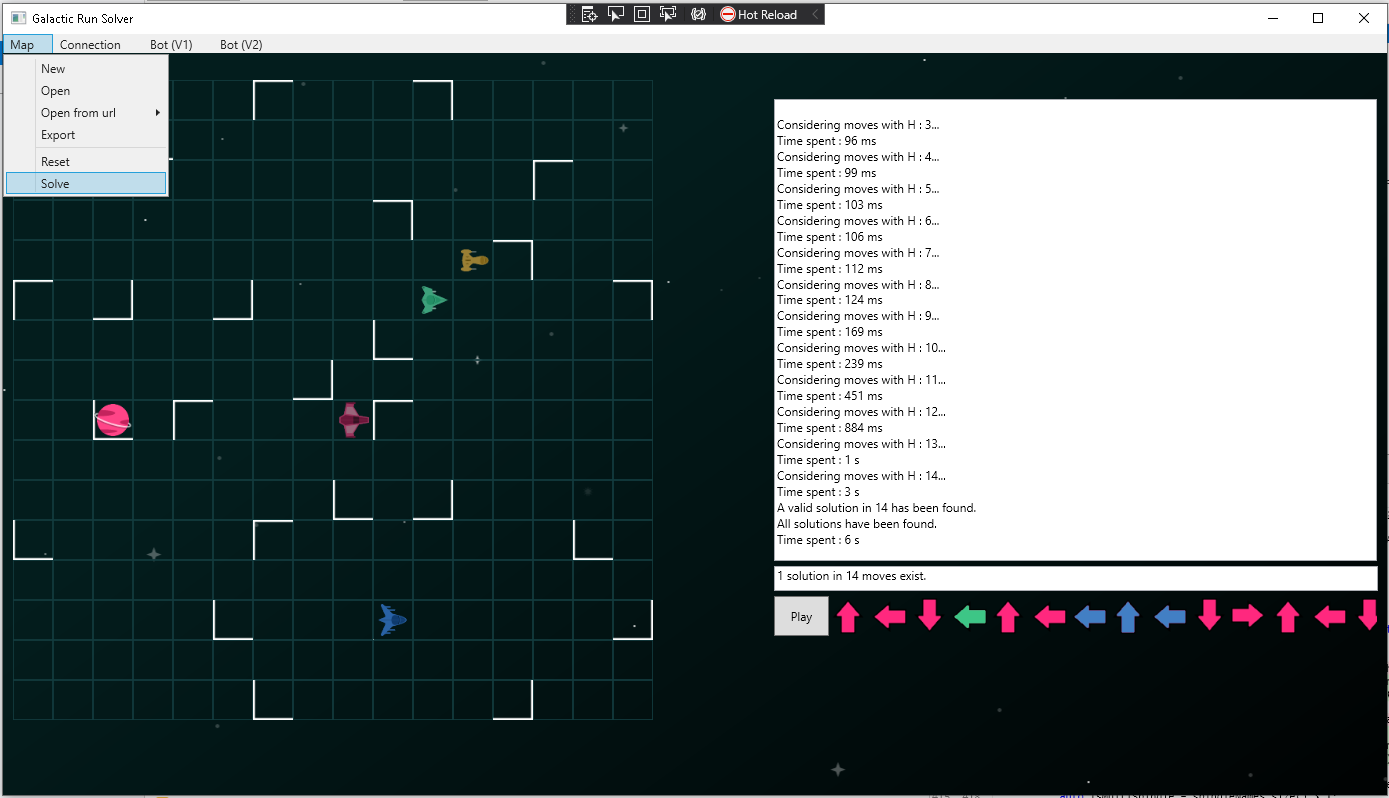 Galactic Run Solver
Hot Reload
Map Connection Bot (V1) Bot (V2)
New
Open
Open from url
Export
Reset
Solve
Considering moves with H : 3...
Time spent : 96 ms
Considering moves with H : 4...
Time spent : 99 ms
Considering moves with H : 5...
Time spent : 103 ms
Considering moves with H : 6...
Time spent : 106 ms
Considering moves with H : 7...
Time spent : 112 ms
Considering moves with H : 8...
Time spent : 124 ms
Considering moves with H : 9...
Time spent : 169 ms
Considering moves with H : 10...
Time spent : 239 ms
Considering moves with H : 11...
Time spent : 451 ms
Considering moves with H : 12...
Time spent : 884 ms
Considering moves with H : 13...
Time spent : 1 s
Considering moves with H : 14...
Time spent : 3 s
A valid solution in 14 has been found.
All solutions have been found.
Time spent : 6 s
1 solution in 14 moves exist.
Play